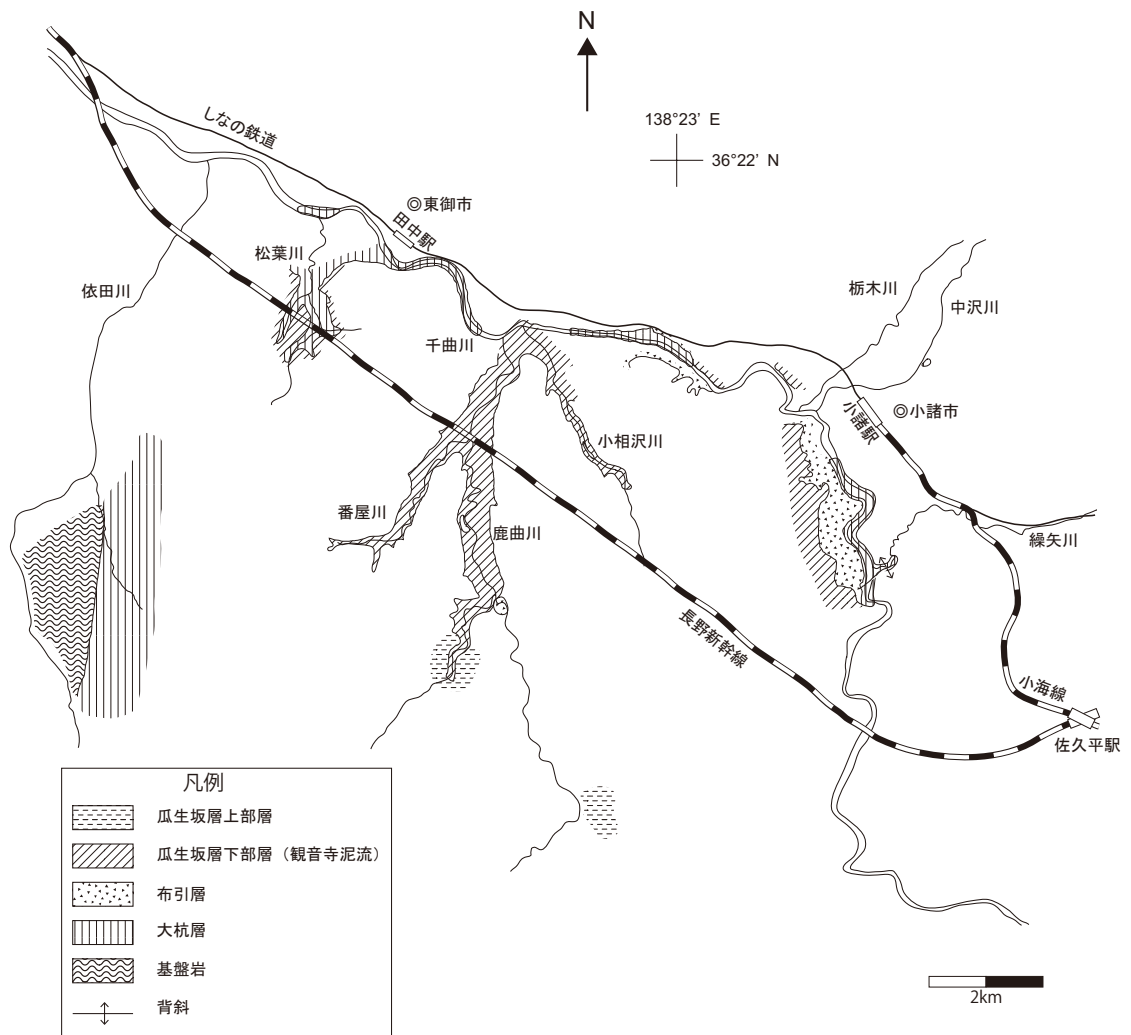 N
138°23' E
36°22' N
しなの鉄道
◎東御市
田中駅
松葉川
依田川
千曲川
栃木川
中沢川
小諸駅
◎小諸市
小相沢川
番屋川
鹿曲川
繰矢川
長野新幹線
小海線
佐久平駅
凡例
瓜生坂層上部層
瓜生坂層下部層(観音寺泥流)
布引層
大杭層
基盤岩
背斜
2km